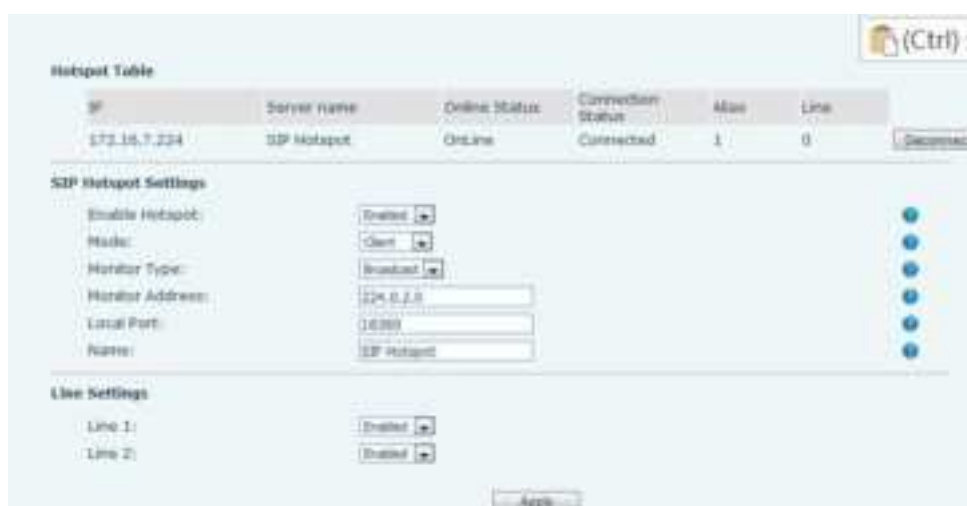 (Ctrl)
Hotspot Table
IP Server name Online Status Connection Status Alias Line
172.16.7.224 SIP Hotspot OnLine Connected 1 0 Disconnec
SIP Hotspot Settings
Enable Hotspot: Enabled
Mode: Client
Monitor Type: Broadcast
Monitor Address: 224.0.2.0
Local Port: 16360
Name: SIP Hotspot
Line Settings
Line 1: Enabled
Line 2: Enabled
Apply